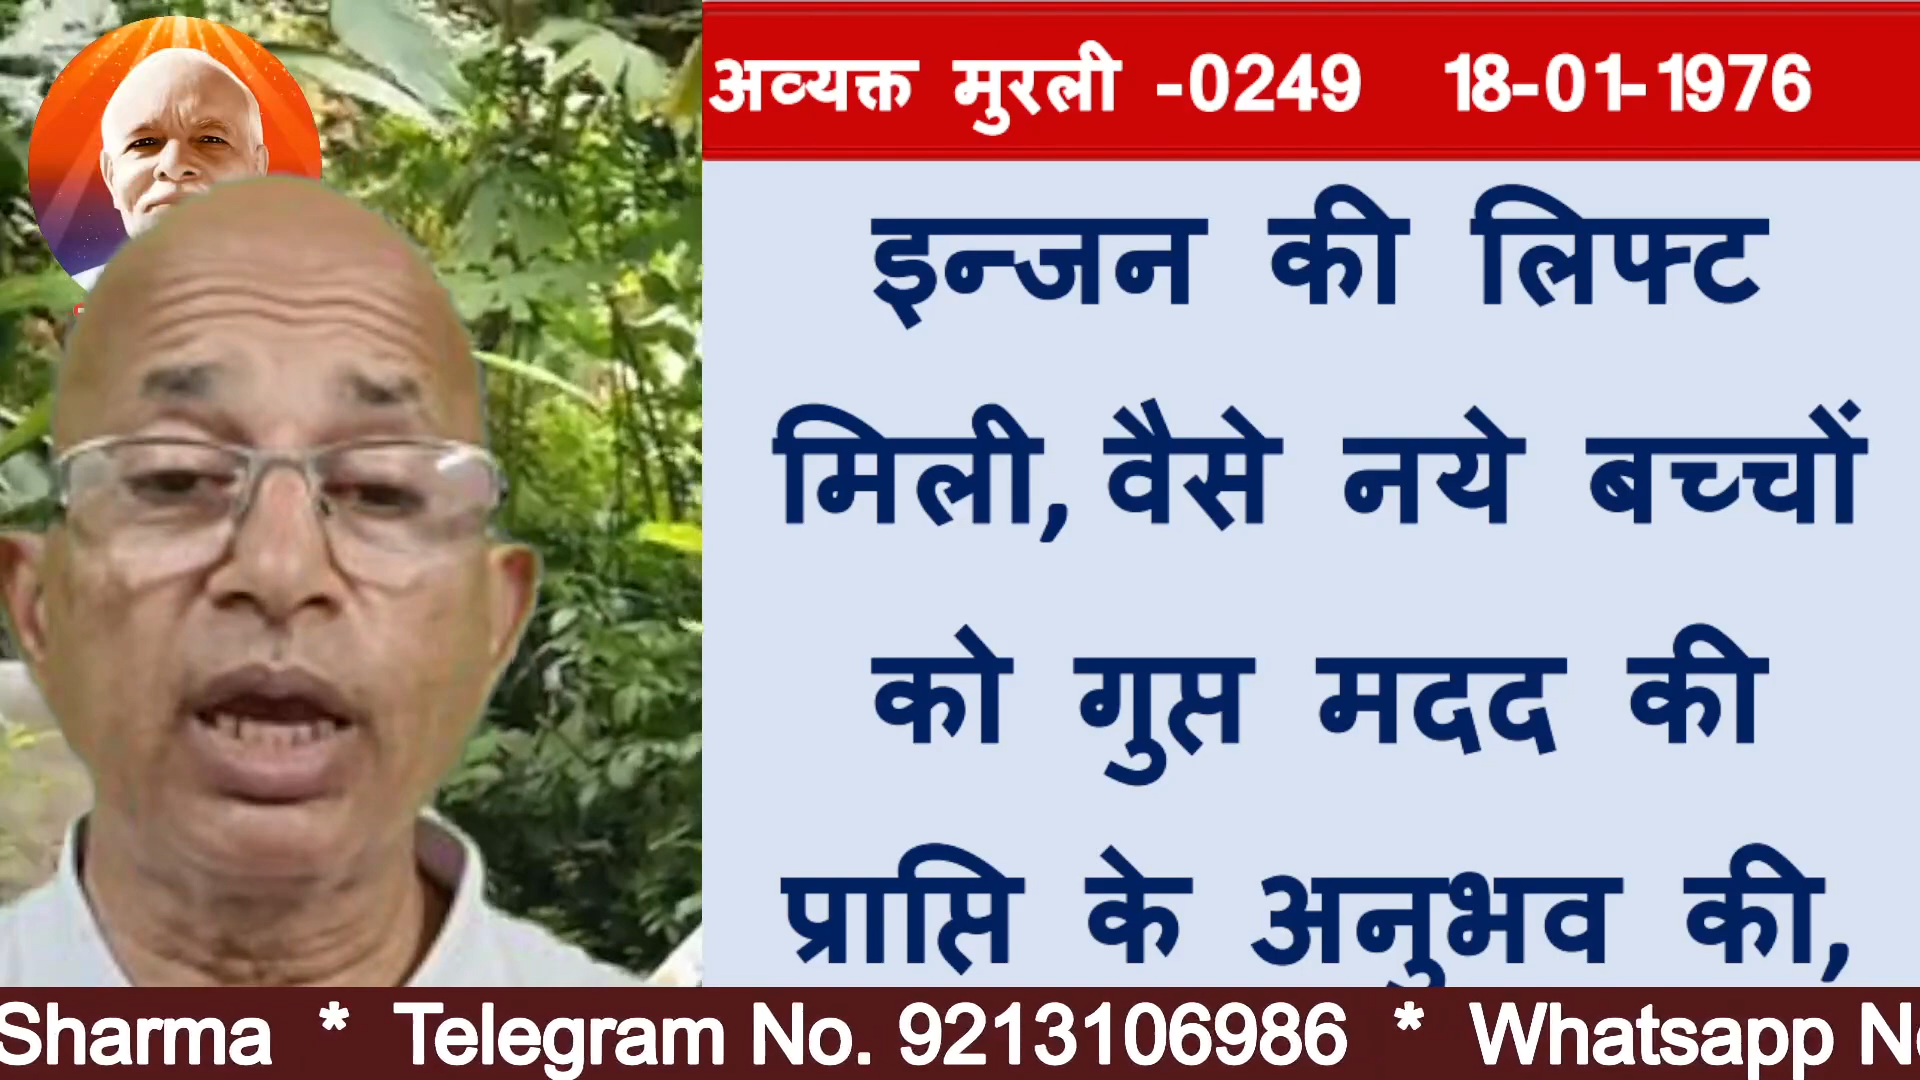 अव्यक्त मुरली -0249 18-01-1976
इन्जन की लिफ्ट
मिली, वैसे नये बच्चों
को गुप्त मदद की
प्राप्ति के अनुभव की,
Sharma * Telegram No. 9213106986 * Whatsapp